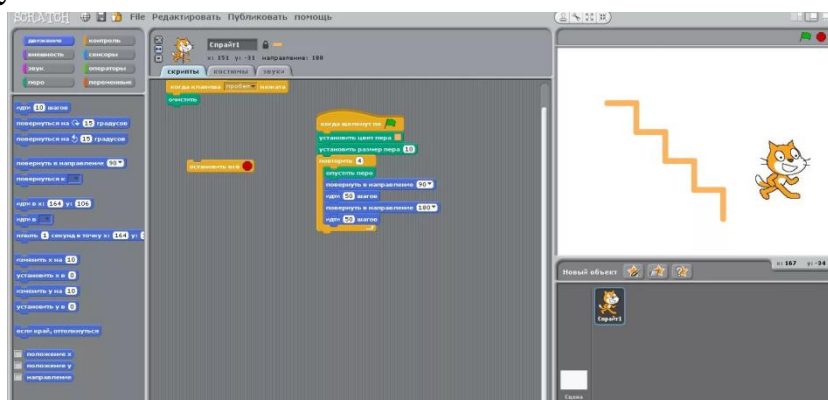 у
SCRATCH File Редактировать Публиковать помощь
движение контроль
внешность сенсоры
звук операторы
перо переменные
идти 10 шагов
повернуться на 15 градусов
повернуться на 15 градусов
повернуть в направление 90
повернуться к
идти в x: 164 y: 106
идти в
плыть 1 секунд в точку x: 164 y:
изменить x на 10
установить x в 0
изменить y на 10
установить y в 0
если край, оттолкнуться
положение x
положение y
направление
Спрайт1
x: 151 y: -31 направление: 180
скрипты костюмы звуки
когда клавиша пробел нажата
очистить
остановить все
когда щелкнут по
установить цвет пера
установить размер пера 10
повторить 4
опустить перо
повернуть в направление 90
идти 50 шагов
повернуть в направление 180
идти 50 шагов
x: 167 y: -34
Новый объект
Спрайт1
Сцена